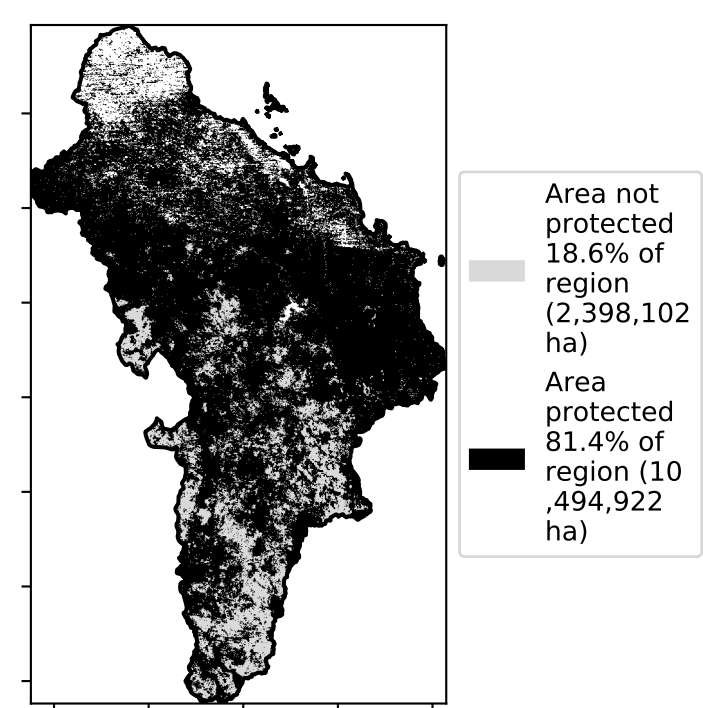 Area not
protected
18.6% of
region
(2,398,102
ha)
Area
protected
81.4% of
region (10
,494,922
ha)